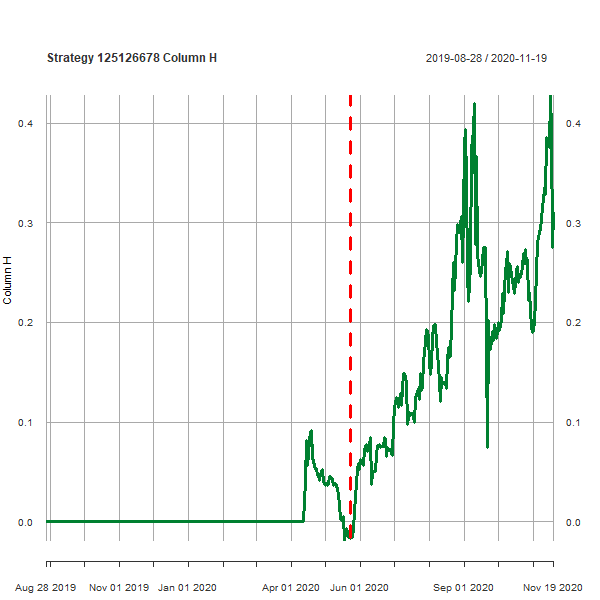 Strategy 125126678 Column H
2019-08-28 / 2020-11-19
0.4
0.4
0.3
0.3
Column H
0.2
0.2
0.1
0.1
0.0
0.0
Aug 28 2019
Nov 01 2019
Jan 01 2020
Apr 01 2020
Jun 01 2020
Sep 01 2020
Nov 19 2020